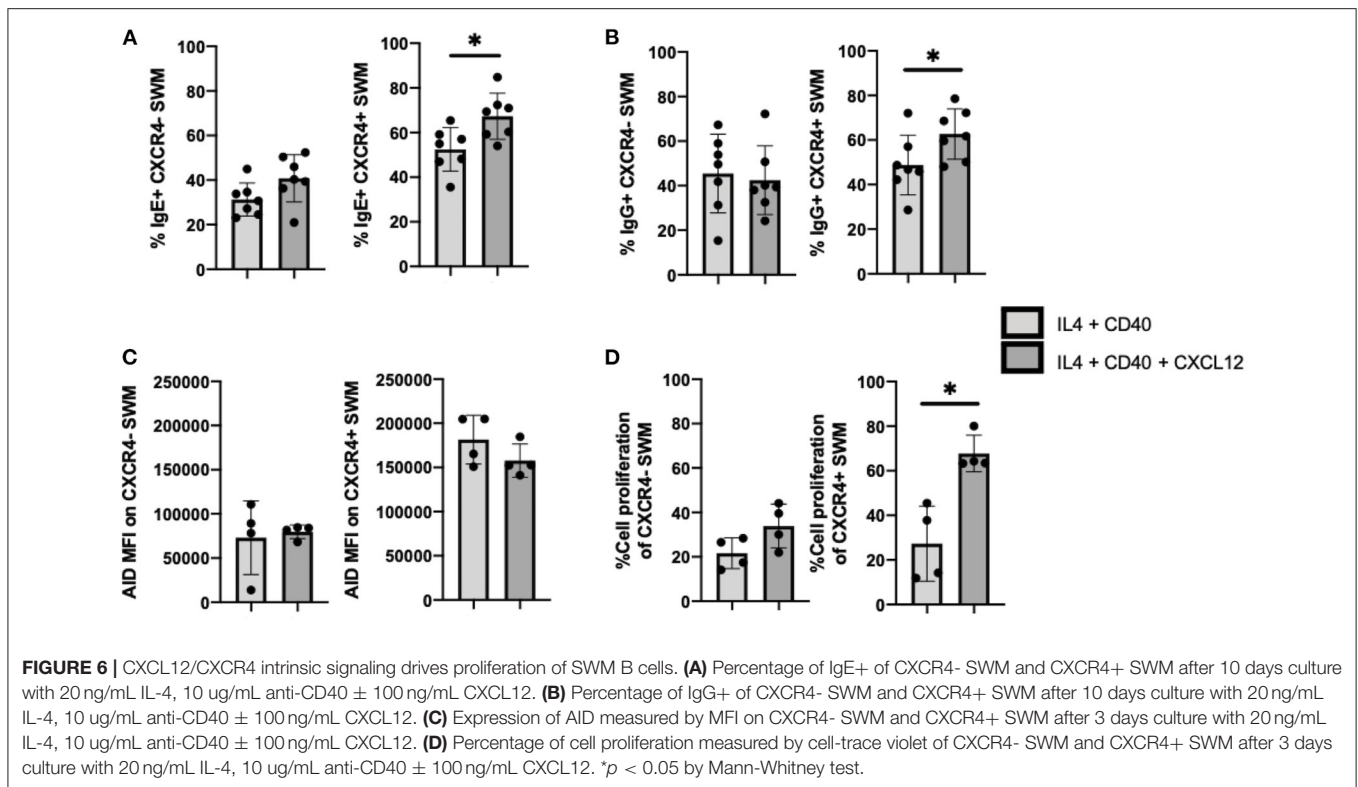 A
% IgE+ CXCR4- SWM
100
80
60
40
20
0
% IgE+ CXCR4+ SWM
100
80
60
40
20
0
*
B
% IgG+ CXCR4- SWM
100
80
60
40
20
0
% IgG+ CXCR4+ SWM
100
80
60
40
20
0
*
IL4 + CD40
IL4 + CD40 + CXCL12
C
AID MFI on CXCR4- SWM
250000
200000
150000
100000
50000
0
AID MFI on CXCR4+ SWM
250000
200000
150000
100000
50000
0
D
%Cell proliferation
of CXCR4- SWM
100
80
60
40
20
0
%Cell proliferation
of CXCR4+ SWM
100
80
60
40
20
0
*
FIGURE 6 | CXCL12/CXCR4 intrinsic signaling drives proliferation of SWM B cells. (A) Percentage of IgE+ of CXCR4- SWM and CXCR4+ SWM after 10 days culture
with 20 ng/mL IL-4, 10 ug/mL anti-CD40 ± 100 ng/mL CXCL12. (B) Percentage of IgG+ of CXCR4- SWM and CXCR4+ SWM after 10 days culture with 20 ng/mL
IL-4, 10 ug/mL anti-CD40 ± 100 ng/mL CXCL12. (C) Expression of AID measured by MFI on CXCR4- SWM and CXCR4+ SWM after 3 days culture with 20 ng/mL
IL-4, 10 ug/mL anti-CD40 ± 100 ng/mL CXCL12. (D) Percentage of cell proliferation measured by cell-trace violet of CXCR4- SWM and CXCR4+ SWM after 3 days
culture with 20 ng/mL IL-4, 10 ug/mL anti-CD40 ± 100 ng/mL CXCL12. *p < 0.05 by Mann-Whitney test.